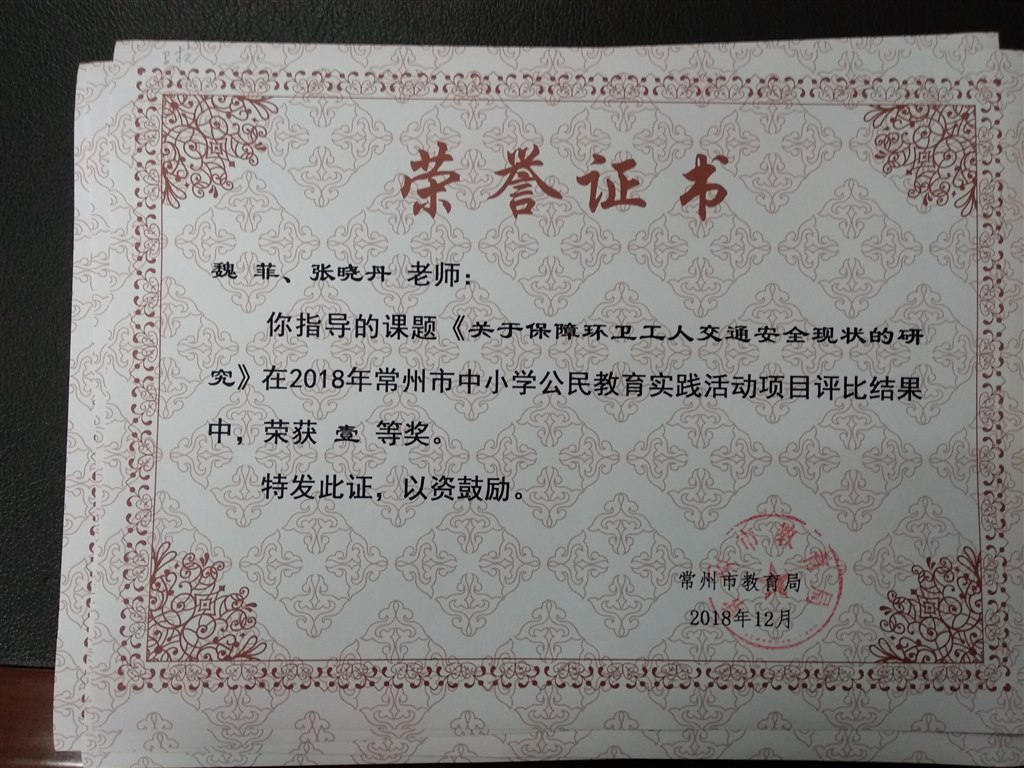 荣誉证书
魏 菲、张晓丹 老师：
你指导的课题《关于保障环卫工人交通安全现状的研
究》在2018年常州市中小学公民教育实践活动项目评比结果
中，荣获 壹 等奖。
特发此证，以资鼓励。
市教育局
常州市教育局
2018年12月